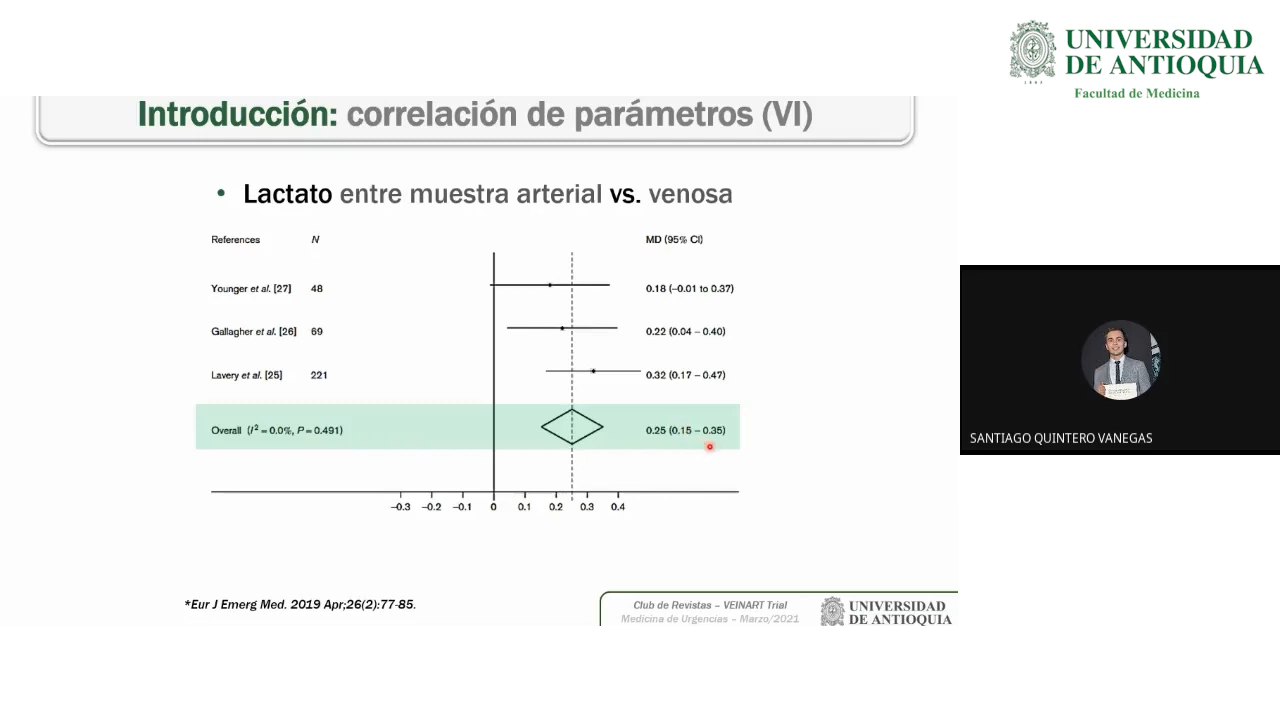 UNIVERSIDAD
DE ANTIOQUIA
1803
Facultad de Medicina
Introducción: correlación de parámetros (VI)
• Lactato entre muestra arterial vs. venosa
References N MD (95% CI)
Younger et al. [27] 48 0.18 (−0.01 to 0.37)
Gallagher et al. [26] 69 0.22 (0.04 – 0.40)
Lavery et al. [25] 221 0.32 (0.17 – 0.47)
Overall (I² = 0.0%, P = 0.491) 0.25 (0.15 – 0.35)
−0.3 −0.2 −0.1 0 0.1 0.2 0.3 0.4
SANTIAGO QUINTERO VANEGAS
*Eur J Emerg Med. 2019 Apr;26(2):77-85.
Club de Revistas – VEINART Trial
Medicina de Urgencias – Marzo/2021
UNIVERSIDAD
DE ANTIOQUIA